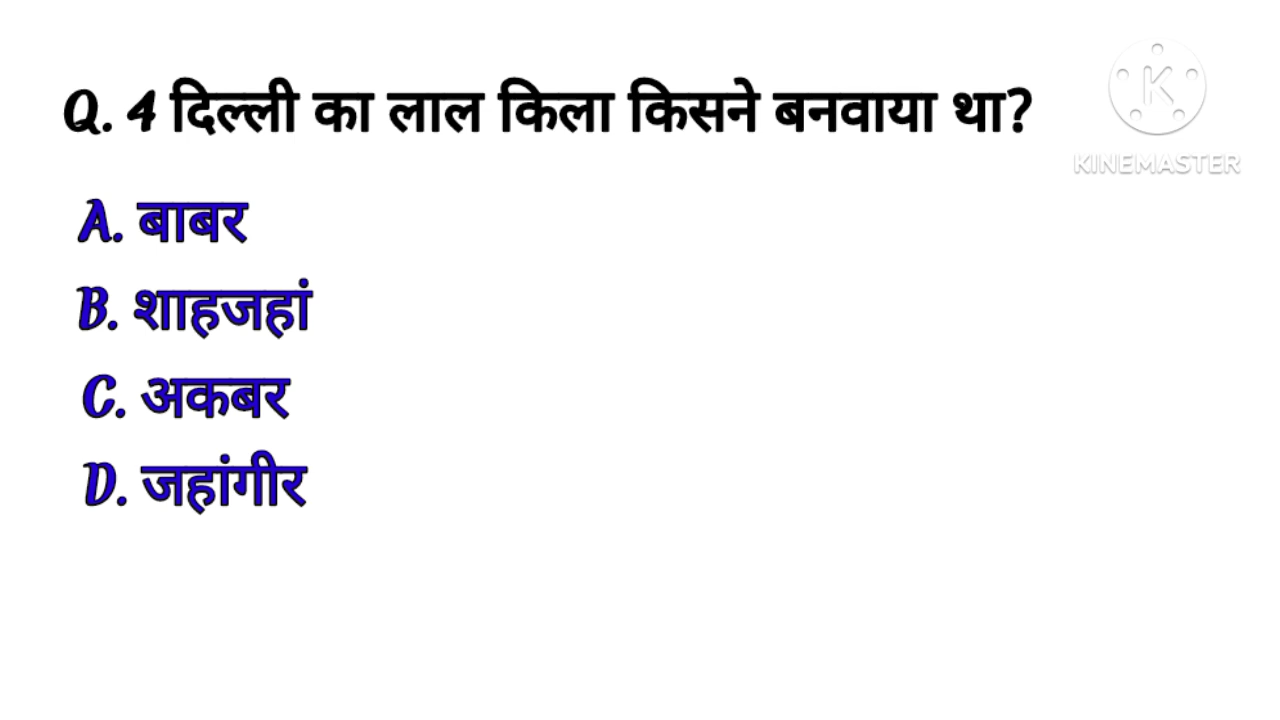 Q. 4 दिल्ली का लाल किला किसने बनवाया था?
KINEMASTER
A. बाबर
B. शाहजहां
C. अकबर
D. जहांगीर